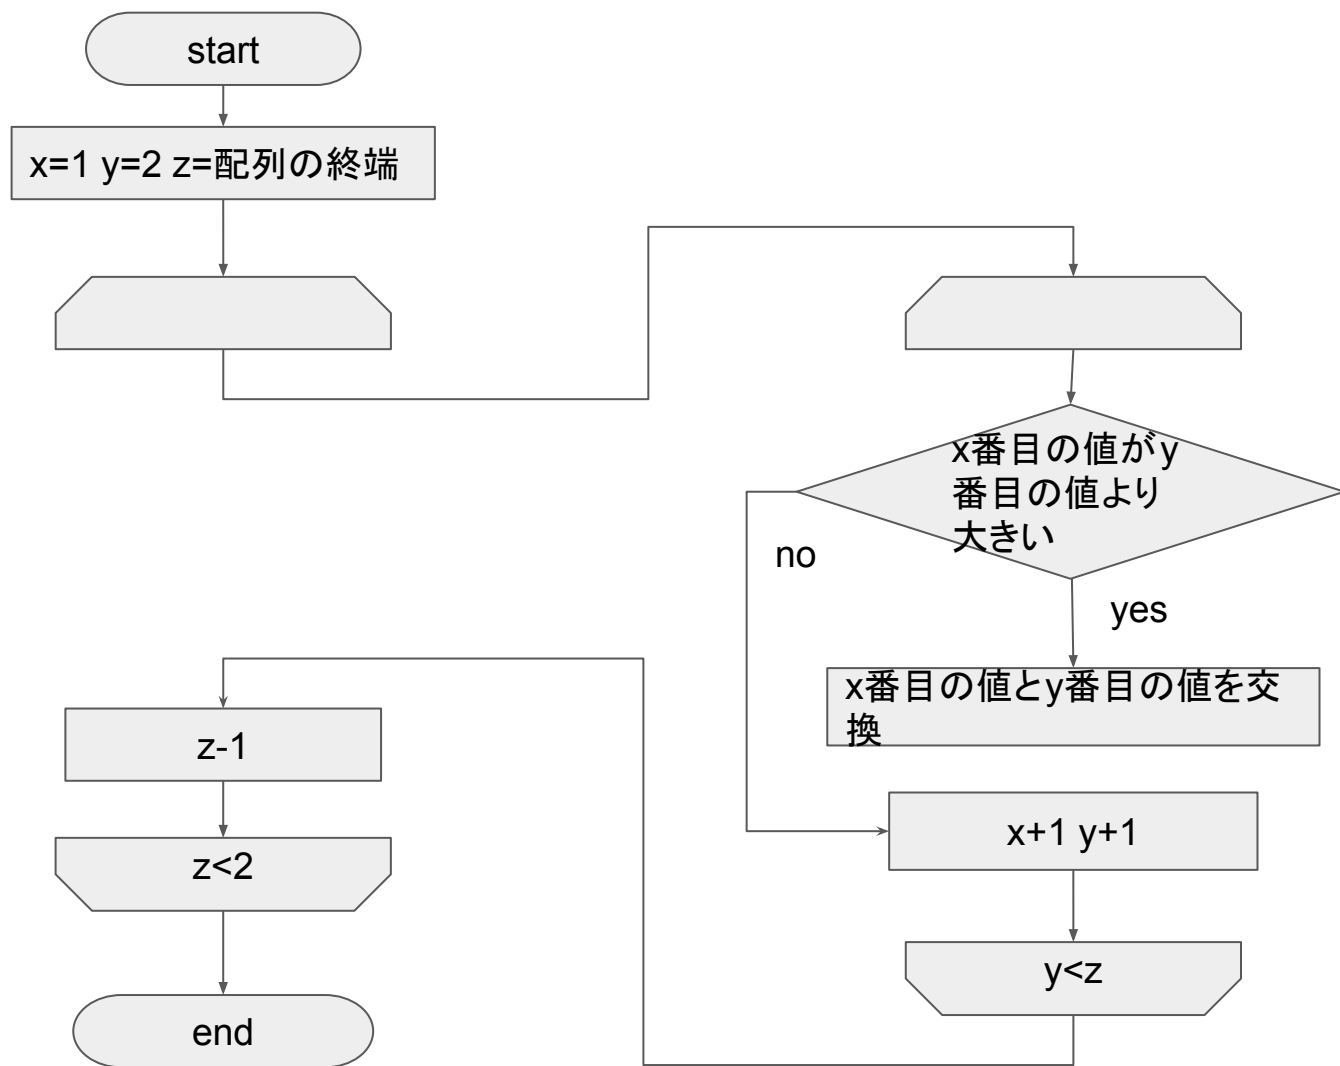 start
x=1 y=2 z=配列の終端
x番目の値がy
番目の値より
大きい
no
yes
x番目の値とy番目の値を交
換
x+1 y+1
y<z
z-1
z<2
end